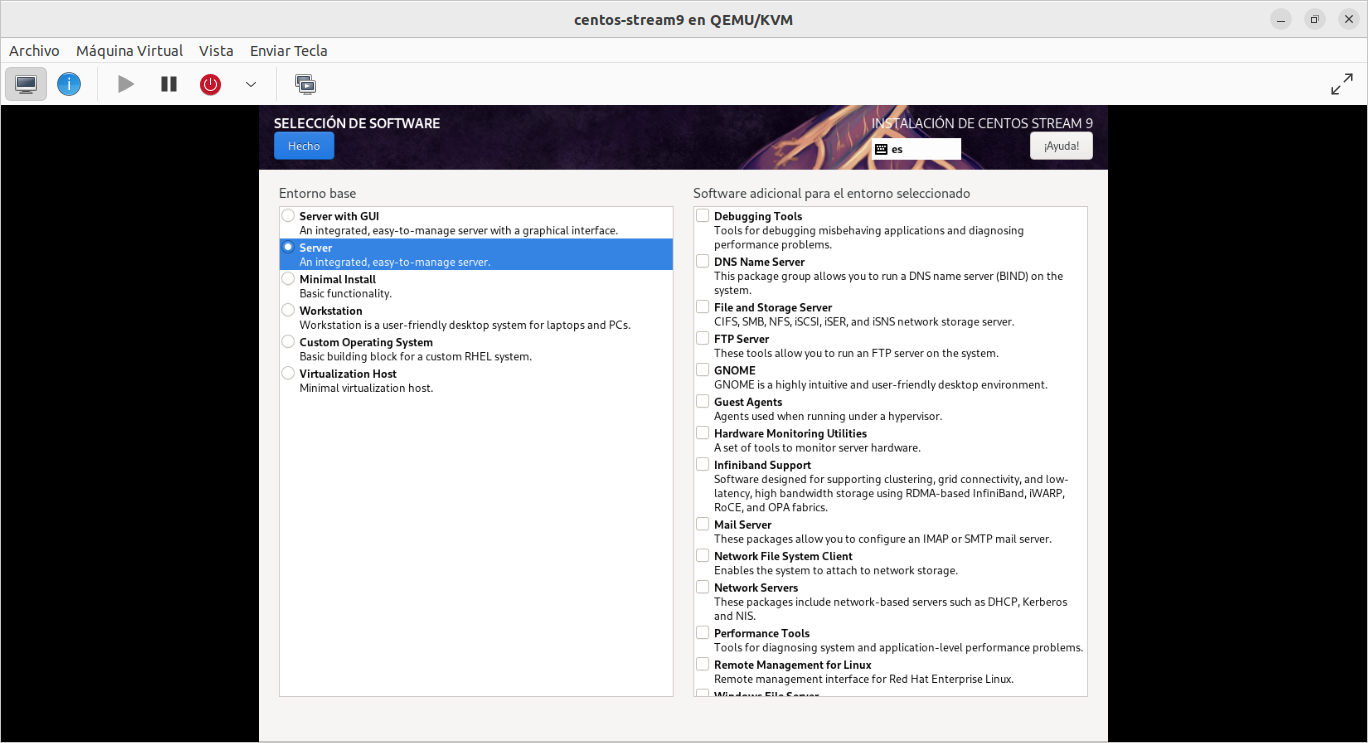 centos-stream9 en QEMU/KVM
Archivo Máquina Virtual Vista Enviar Tecla
SELECCIÓN DE SOFTWARE
Hecho
INSTALACIÓN DE CENTOS STREAM 9
es
¡Ayuda!
Entorno base
Server with GUI
An integrated, easy-to-manage server with a graphical interface.
Server
An integrated, easy-to-manage server.
Minimal Install
Basic functionality.
Workstation
Workstation is a user-friendly desktop system for laptops and PCs.
Custom Operating System
Basic building block for a custom RHEL system.
Virtualization Host
Minimal virtualization host.
Software adicional para el entorno seleccionado
Debugging Tools
Tools for debugging misbehaving applications and diagnosing
performance problems.
DNS Name Server
This package group allows you to run a DNS name server (BIND) on the
system.
File and Storage Server
CIFS, SMB, NFS, iSCSI, iSER, and iSNS network storage server.
FTP Server
These tools allow you to run an FTP server on the system.
GNOME
GNOME is a highly intuitive and user-friendly desktop environment.
Guest Agents
Agents used when running under a hypervisor.
Hardware Monitoring Utilities
A set of tools to monitor server hardware.
Infiniband Support
Software designed for supporting clustering, grid connectivity, and low-
latency, high bandwidth storage using RDMA-based InfiniBand, iWARP,
RoCE, and OPA fabrics.
Mail Server
These packages allow you to configure an IMAP or SMTP mail server.
Network File System Client
Enables the system to attach to network storage.
Network Servers
These packages include network-based servers such as DHCP, Kerberos
and NIS.
Performance Tools
Tools for diagnosing system and application-level performance problems.
Remote Management for Linux
Remote management interface for Red Hat Enterprise Linux.
Windows File Server